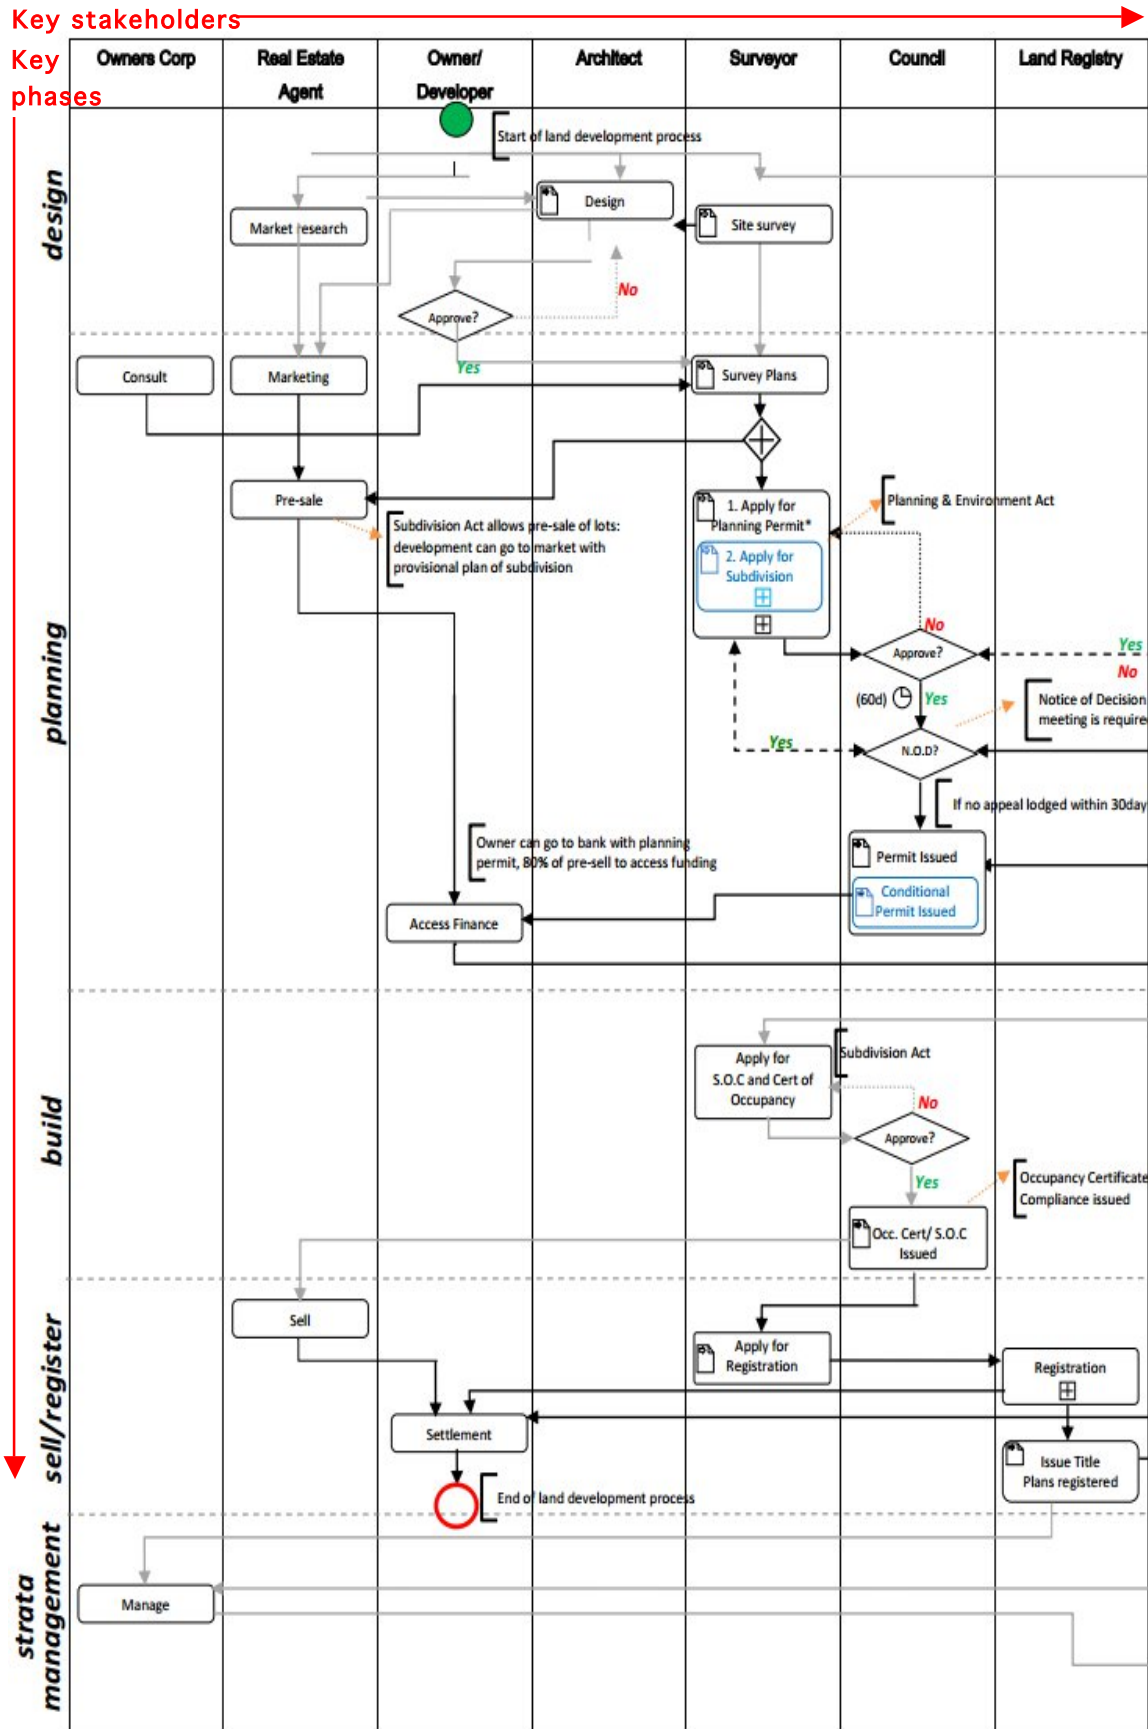 Key stakeholders
Key
phases
Owners Corp
Real Estate
Agent
Owner/
Developer
Architect
Surveyor
Council
Land Registry
design
Start of land development process
Design
Market research
Site survey
No
Approve?
Yes
Consult
Marketing
Survey Plans
planning
Pre-sale
Subdivision Act allows pre-sale of lots:
development can go to market with
provisional plan of subdivision
1. Apply for
Planning Permit*
2. Apply for
Subdivision
Planning & Environment Act
No
Approve?
Yes
No
(60d)
Yes
Notice of Decision
meeting is require
Yes
N.O.D?
If no appeal lodged within 30day
Owner can go to bank with planning
permit, 80% of pre-sell to access funding
Permit Issued
Conditional
Permit Issued
Access Finance
build
Apply for
S.O.C and Cert of
Occupancy
Subdivision Act
No
Approve?
Yes
Occupancy Certificate
Compliance issued
Occ. Cert/ S.O.C
Issued
sell/register
Sell
Apply for
Registration
Registration
Settlement
Issue Title
Plans registered
End of land development process
strata
management
Manage